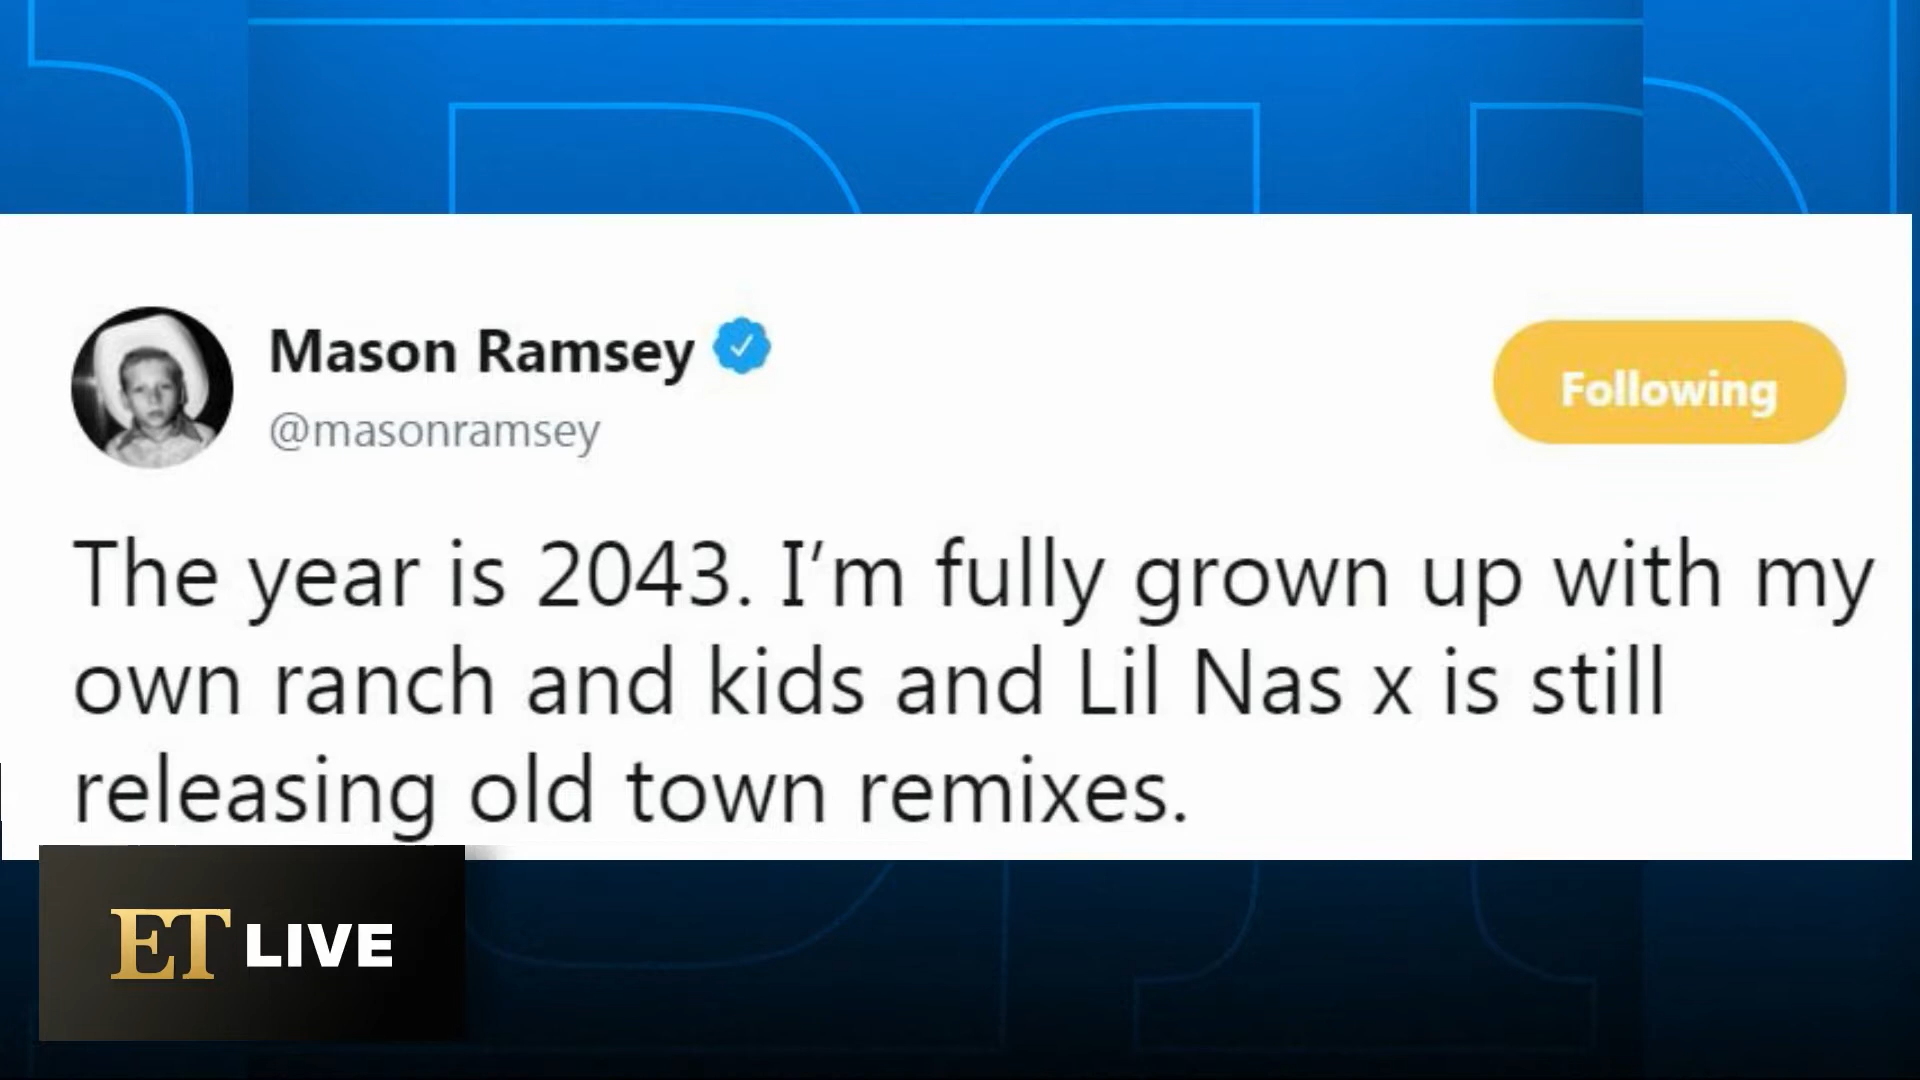 Mason Ramsey
@masonramsey
Following
The year is 2043. I'm fully grown up with my
own ranch and kids and Lil Nas x is still
releasing old town remixes.
ET LIVE